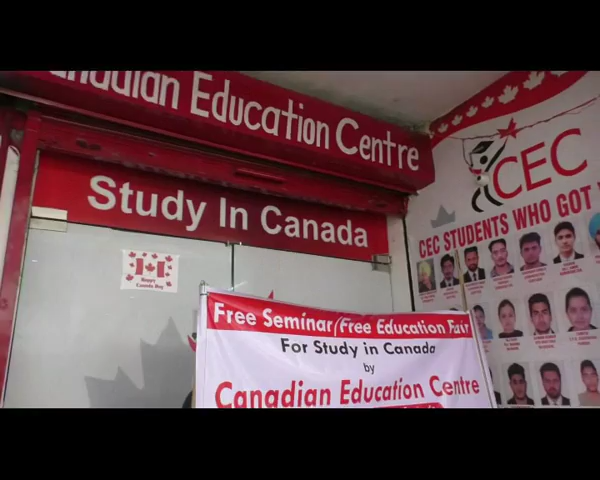 Canadian Education Centre
Study In Canada
Happy
Canada Day
CEC
CEC STUDENTS WHO GOT
Free Seminar/Free Education Fair
For Study in Canada
by
Canadian Education Centre